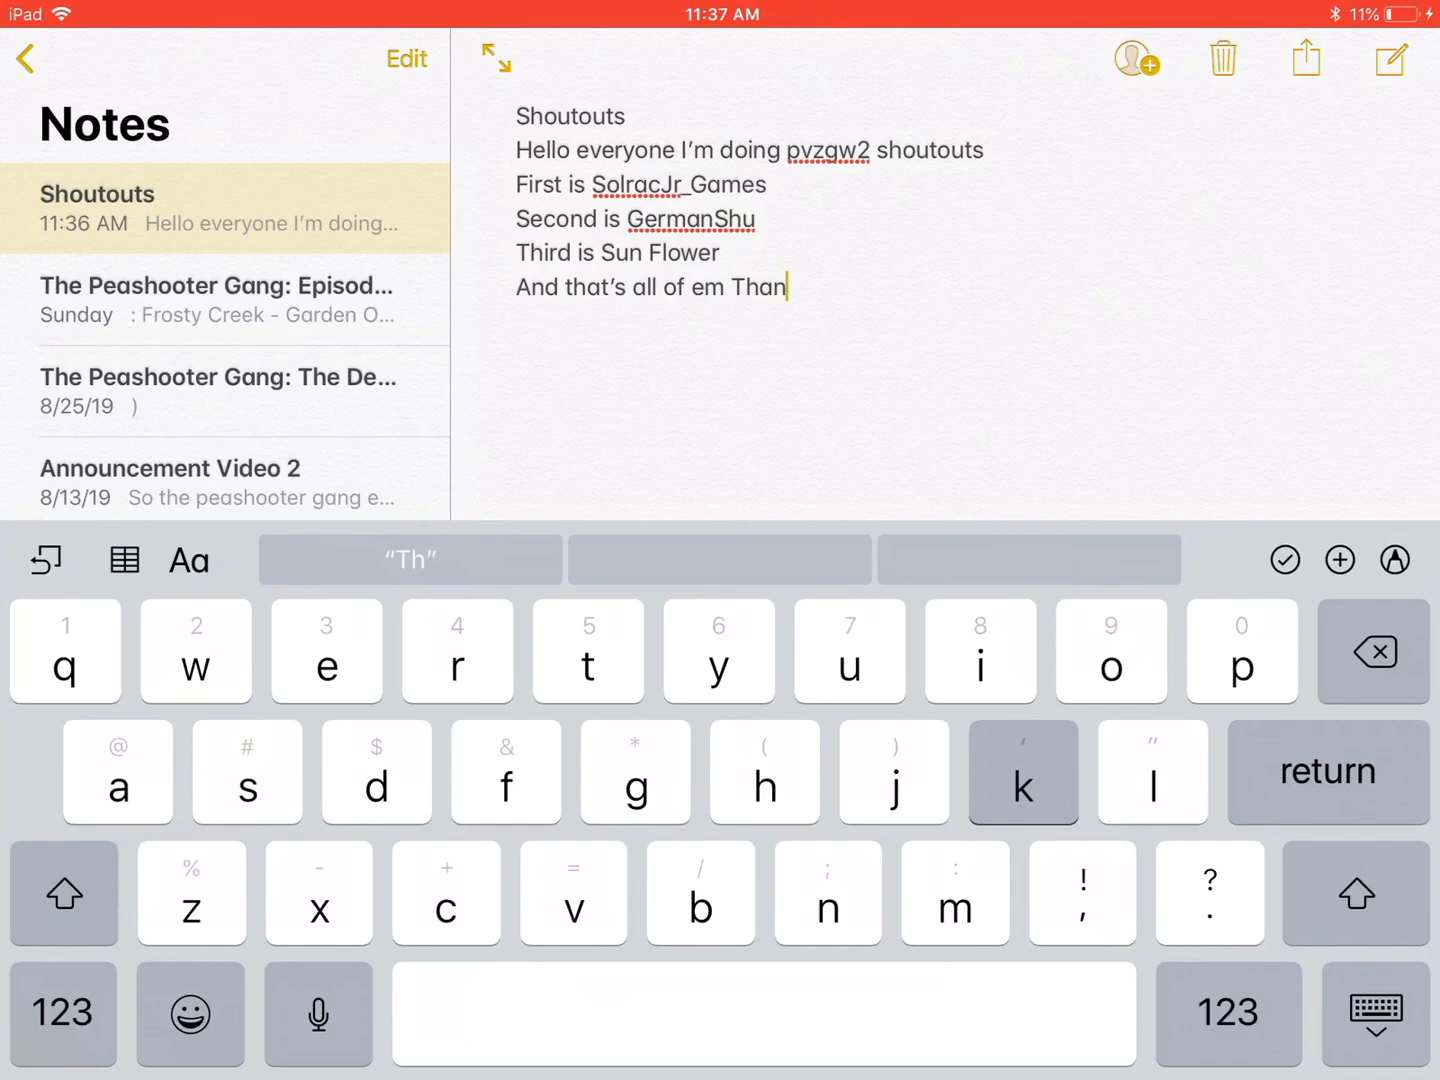 iPad 11:37 AM 11%
Edit
Notes
Shoutouts
11:36 AM Hello everyone I'm doing...
The Peashooter Gang: Episod...
Sunday : Frosty Creek - Garden O...
The Peashooter Gang: The De...
8/25/19 )
Announcement Video 2
8/13/19 So the peashooter gang e...
Shoutouts
Hello everyone I'm doing pvzgw2 shoutouts
First is SolracJr_Games
Second is GermanShu
Third is Sun Flower
And that's all of em Than
Aa "Th"
1 2 3 4 5 6 7 8 9 0
q w e r t y u i o p
@ # $ & * ( ) ' "
a s d f g h j k l return
% - + = / ; : ! ?
z x c v b n m , .
123 123